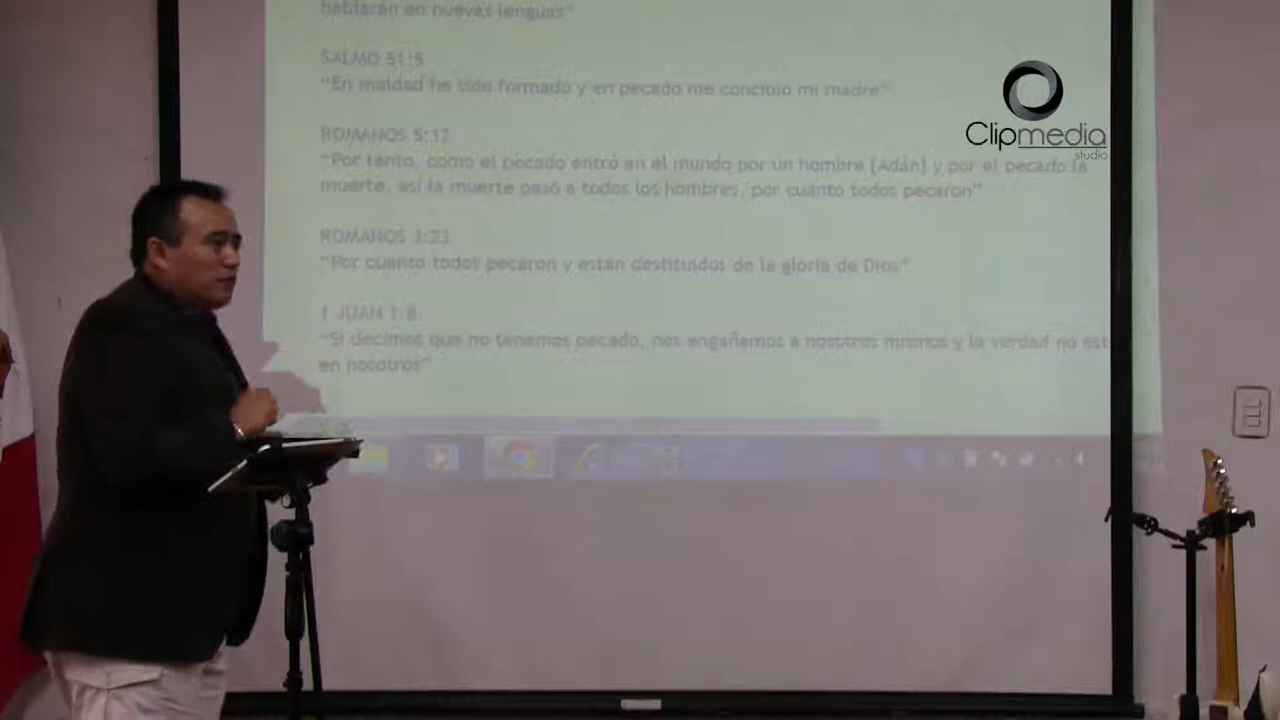 hablarán en nuevas lenguas"
SALMO 51:5
"En maldad he sido formado y en pecado me concibió mi madre"
Clipmedia
studio
ROMANOS 5:12
"Por tanto, como el pecado entró en el mundo por un hombre (Adán) y por el pecado la
muerte, así la muerte pasó a todos los hombres, por cuanto todos pecaron"
ROMANOS 3:23
"Por cuanto todos pecaron y están destituidos de la gloria de Dios"
1 JUAN 1:8
"Si decimos que no tenemos pecado, nos engañamos a nosotros mismos y la verdad no est
en nosotros"